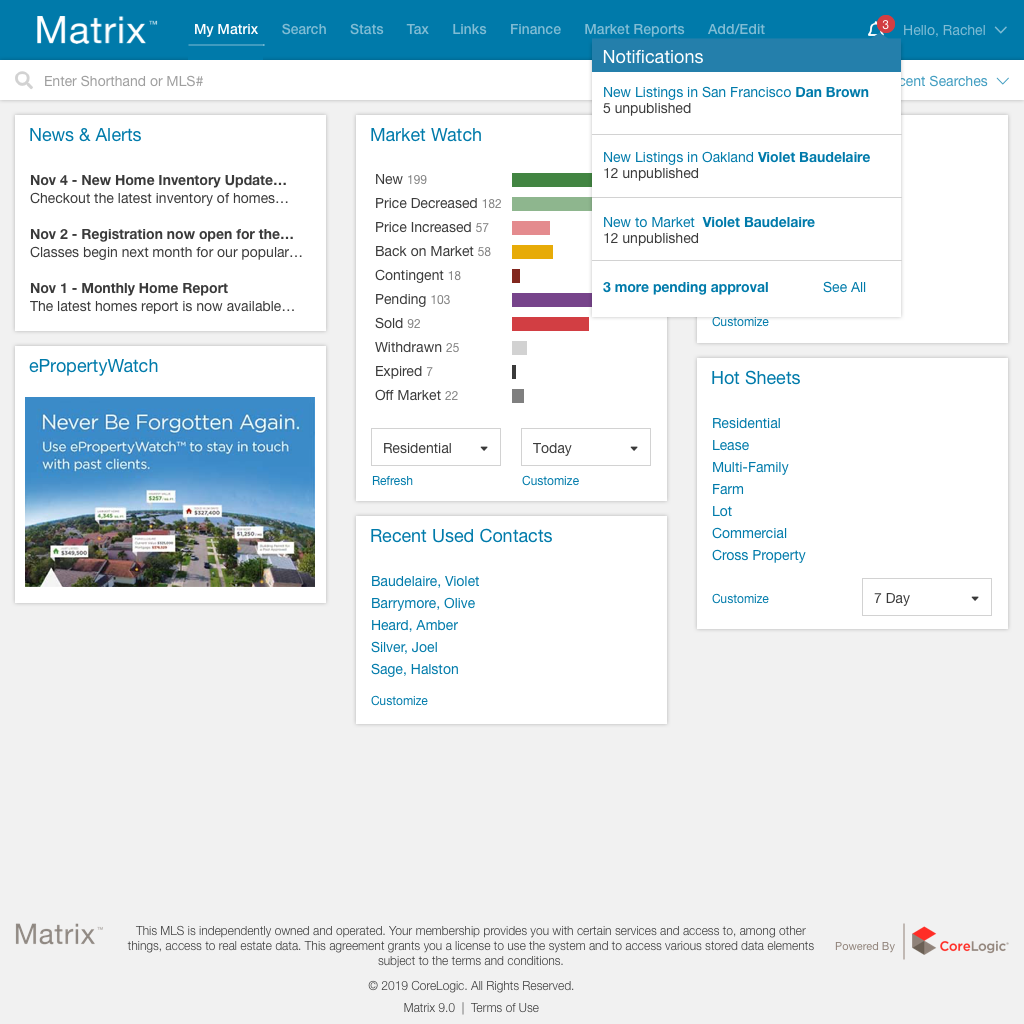 Matrix™
My Matrix
Search
Stats
Tax
Links
Finance
Market Reports
Add/Edit
3
Hello, Rachel
Enter Shorthand or MLS#
Searches
Notifications
New Listings in San Francisco Dan Brown
5 unpublished
New Listings in Oakland Violet Baudelaire
12 unpublished
New to Market Violet Baudelaire
12 unpublished
3 more pending approval
See All
News & Alerts
Nov 4 - New Home Inventory Update…
Checkout the latest inventory of homes…
Nov 2 - Registration now open for the…
Classes begin next month for our popular…
Nov 1 - Monthly Home Report
The latest homes report is now available…
ePropertyWatch
Never Be Forgotten Again.
Use ePropertyWatch™ to stay in touch
with past clients.
$257
4,345
$327,400
$1,250
$349,500
Market Watch
New 199
Price Decreased 182
Price Increased 57
Back on Market 58
Contingent 18
Pending 103
Sold 92
Withdrawn 25
Expired 7
Off Market 22
Residential
Today
Refresh
Customize
Recent Used Contacts
Baudelaire, Violet
Barrymore, Olive
Heard, Amber
Silver, Joel
Sage, Halston
Customize
Customize
Hot Sheets
Residential
Lease
Multi-Family
Farm
Lot
Commercial
Cross Property
Customize
7 Day
Matrix™
This MLS is independently owned and operated. Your membership provides you with certain services and access to, among other
things, access to real estate data. This agreement grants you a license to use the system and to access various stored data elements
subject to the terms and conditions.
© 2019 CoreLogic. All Rights Reserved.
Matrix 9.0 | Terms of Use
Powered By
CoreLogic